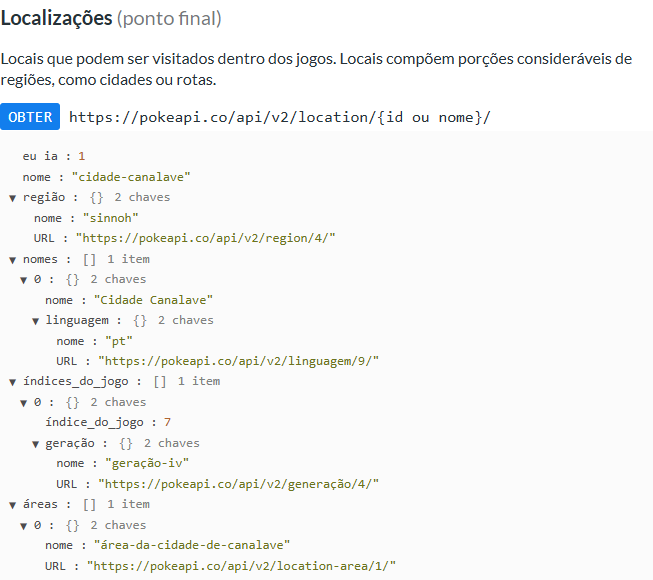 Localizações (ponto final)
Locais que podem ser visitados dentro dos jogos. Locais compõem porções consideráveis de
regiões, como cidades ou rotas.
OBTER https://pokeapi.co/api/v2/location/{id ou nome}/
eu ia : 1
nome : "cidade-canalave"
▼ região : {} 2 chaves
nome : "sinnoh"
URL : "https://pokeapi.co/api/v2/region/4/"
▼ nomes : [] 1 item
▼ 0 : {} 2 chaves
nome : "Cidade Canalave"
▼ linguagem : {} 2 chaves
nome : "pt"
URL : "https://pokeapi.co/api/v2/linguagem/9/"
▼ índices_do_jogo : [] 1 item
▼ 0 : {} 2 chaves
índice_do_jogo : 7
▼ geração : {} 2 chaves
nome : "geração-iv"
URL : "https://pokeapi.co/api/v2/generação/4/"
▼ áreas : [] 1 item
▼ 0 : {} 2 chaves
nome : "área-da-cidade-de-canalave"
URL : "https://pokeapi.co/api/v2/location-area/1/"